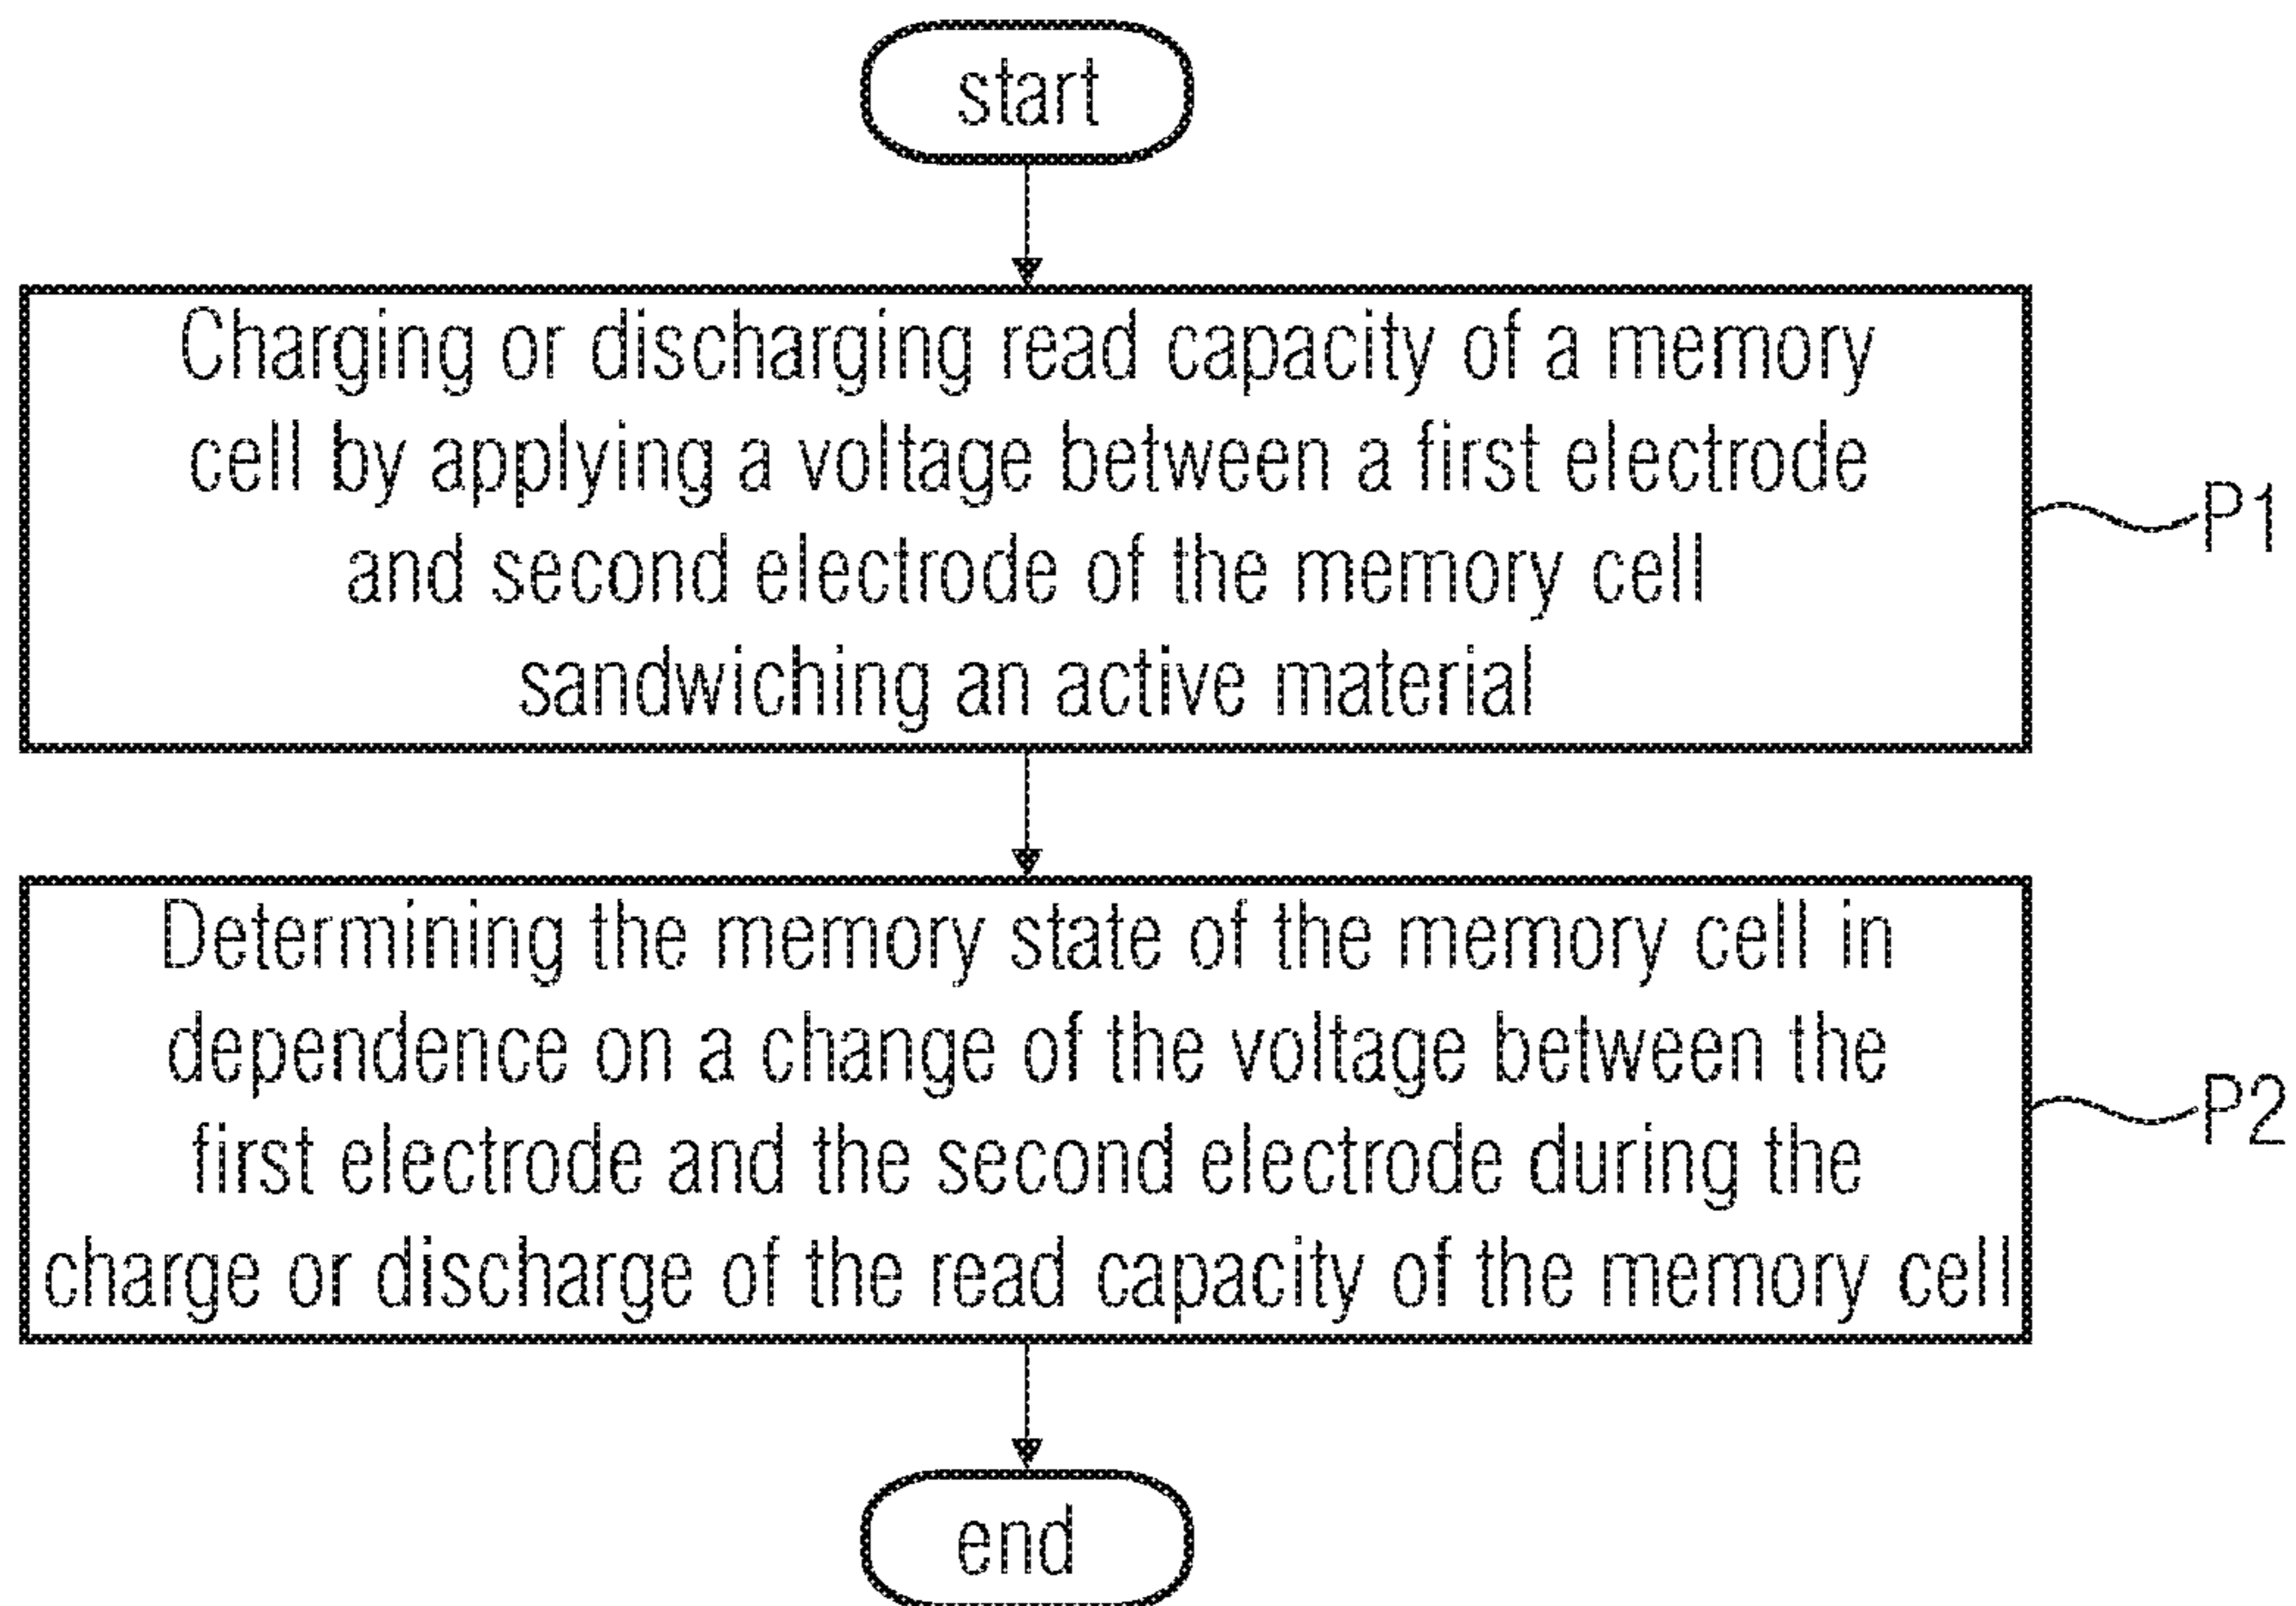 start
Charging or discharging read capacity of a memory
cell by applying a voltage between a first electrode
and second electrode of the memory cell
sandwiching an active material
P1
Determining the memory state of the memory cell in
dependence on a change of the voltage between the
first electrode and the second electrode during the
charge or discharge of the read capacity of the memory cell
P2
end